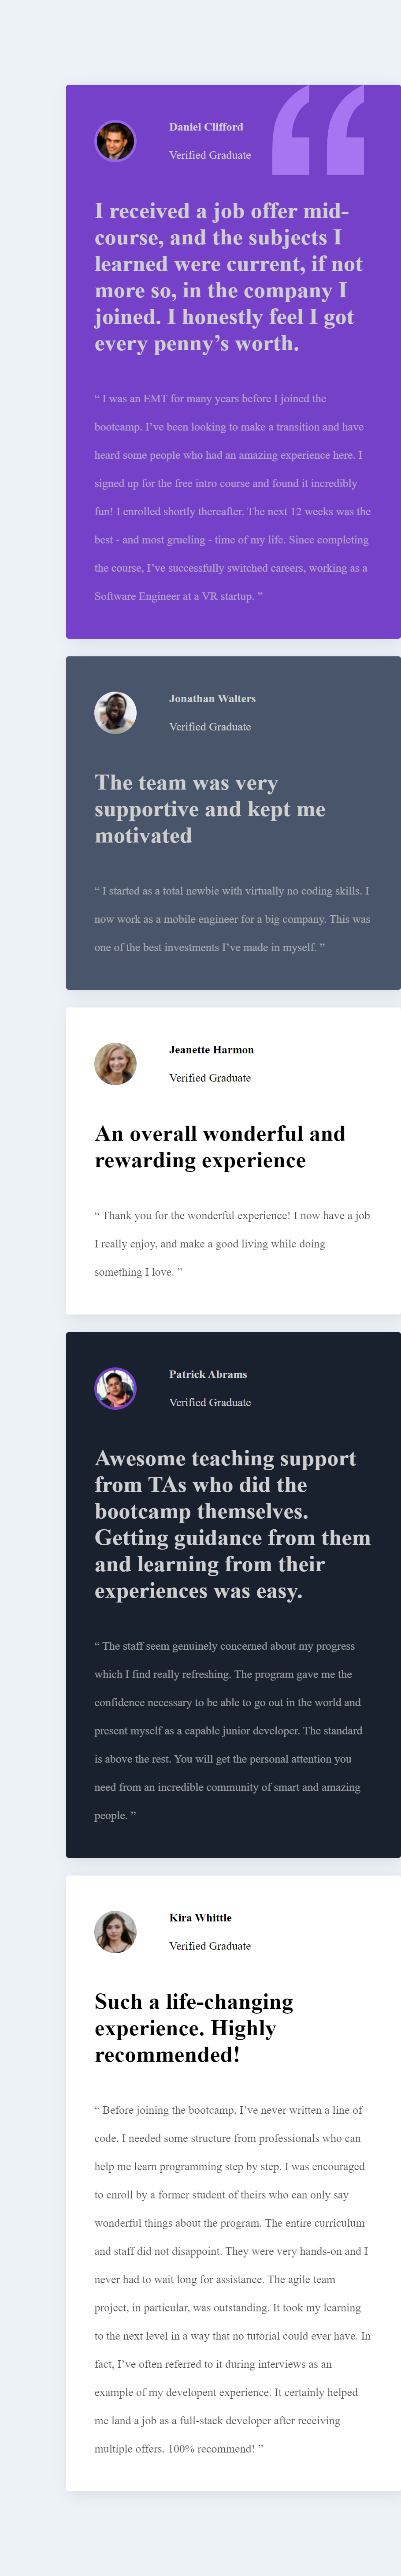 Daniel Clifford
Verified Graduate
I received a job offer mid-
course, and the subjects I
learned were current, if not
more so, in the company I
joined. I honestly feel I got
every penny’s worth.
“ I was an EMT for many years before I joined the
bootcamp. I’ve been looking to make a transition and have
heard some people who had an amazing experience here. I
signed up for the free intro course and found it incredibly
fun! I enrolled shortly thereafter. The next 12 weeks was the
best - and most grueling - time of my life. Since completing
the course, I’ve successfully switched careers, working as a
Software Engineer at a VR startup. ”
Jonathan Walters
Verified Graduate
The team was very
supportive and kept me
motivated
“ I started as a total newbie with virtually no coding skills. I
now work as a mobile engineer for a big company. This was
one of the best investments I’ve made in myself. ”
Jeanette Harmon
Verified Graduate
An overall wonderful and
rewarding experience
“ Thank you for the wonderful experience! I now have a job
I really enjoy, and make a good living while doing
something I love. ”
Patrick Abrams
Verified Graduate
Awesome teaching support
from TAs who did the
bootcamp themselves.
Getting guidance from them
and learning from their
experiences was easy.
“ The staff seem genuinely concerned about my progress
which I find really refreshing. The program gave me the
confidence necessary to be able to go out in the world and
present myself as a capable junior developer. The standard
is above the rest. You will get the personal attention you
need from an incredible community of smart and amazing
people. ”
Kira Whittle
Verified Graduate
Such a life-changing
experience. Highly
recommended!
“ Before joining the bootcamp, I’ve never written a line of
code. I needed some structure from professionals who can
help me learn programming step by step. I was encouraged
to enroll by a former student of theirs who can only say
wonderful things about the program. The entire curriculum
and staff did not disappoint. They were very hands-on and I
never had to wait long for assistance. The agile team
project, in particular, was outstanding. It took my learning
to the next level in a way that no tutorial could ever have. In
fact, I’ve often referred to it during interviews as an
example of my developent experience. It certainly helped
me land a job as a full-stack developer after receiving
multiple offers. 100% recommend! ”